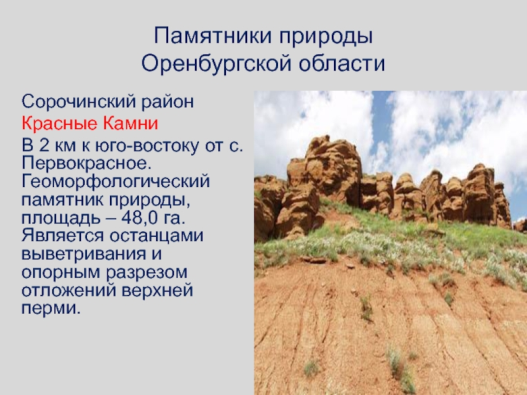 Памятники природы
Оренбургской области
Сорочинский район
Красные Камни
В 2 км к юго-востоку от с.
Первокрасное.
Геоморфологический
памятник природы,
площадь – 48,0 га.
Является останцами
выветривания и
опорным разрезом
отложений верхней
перми.